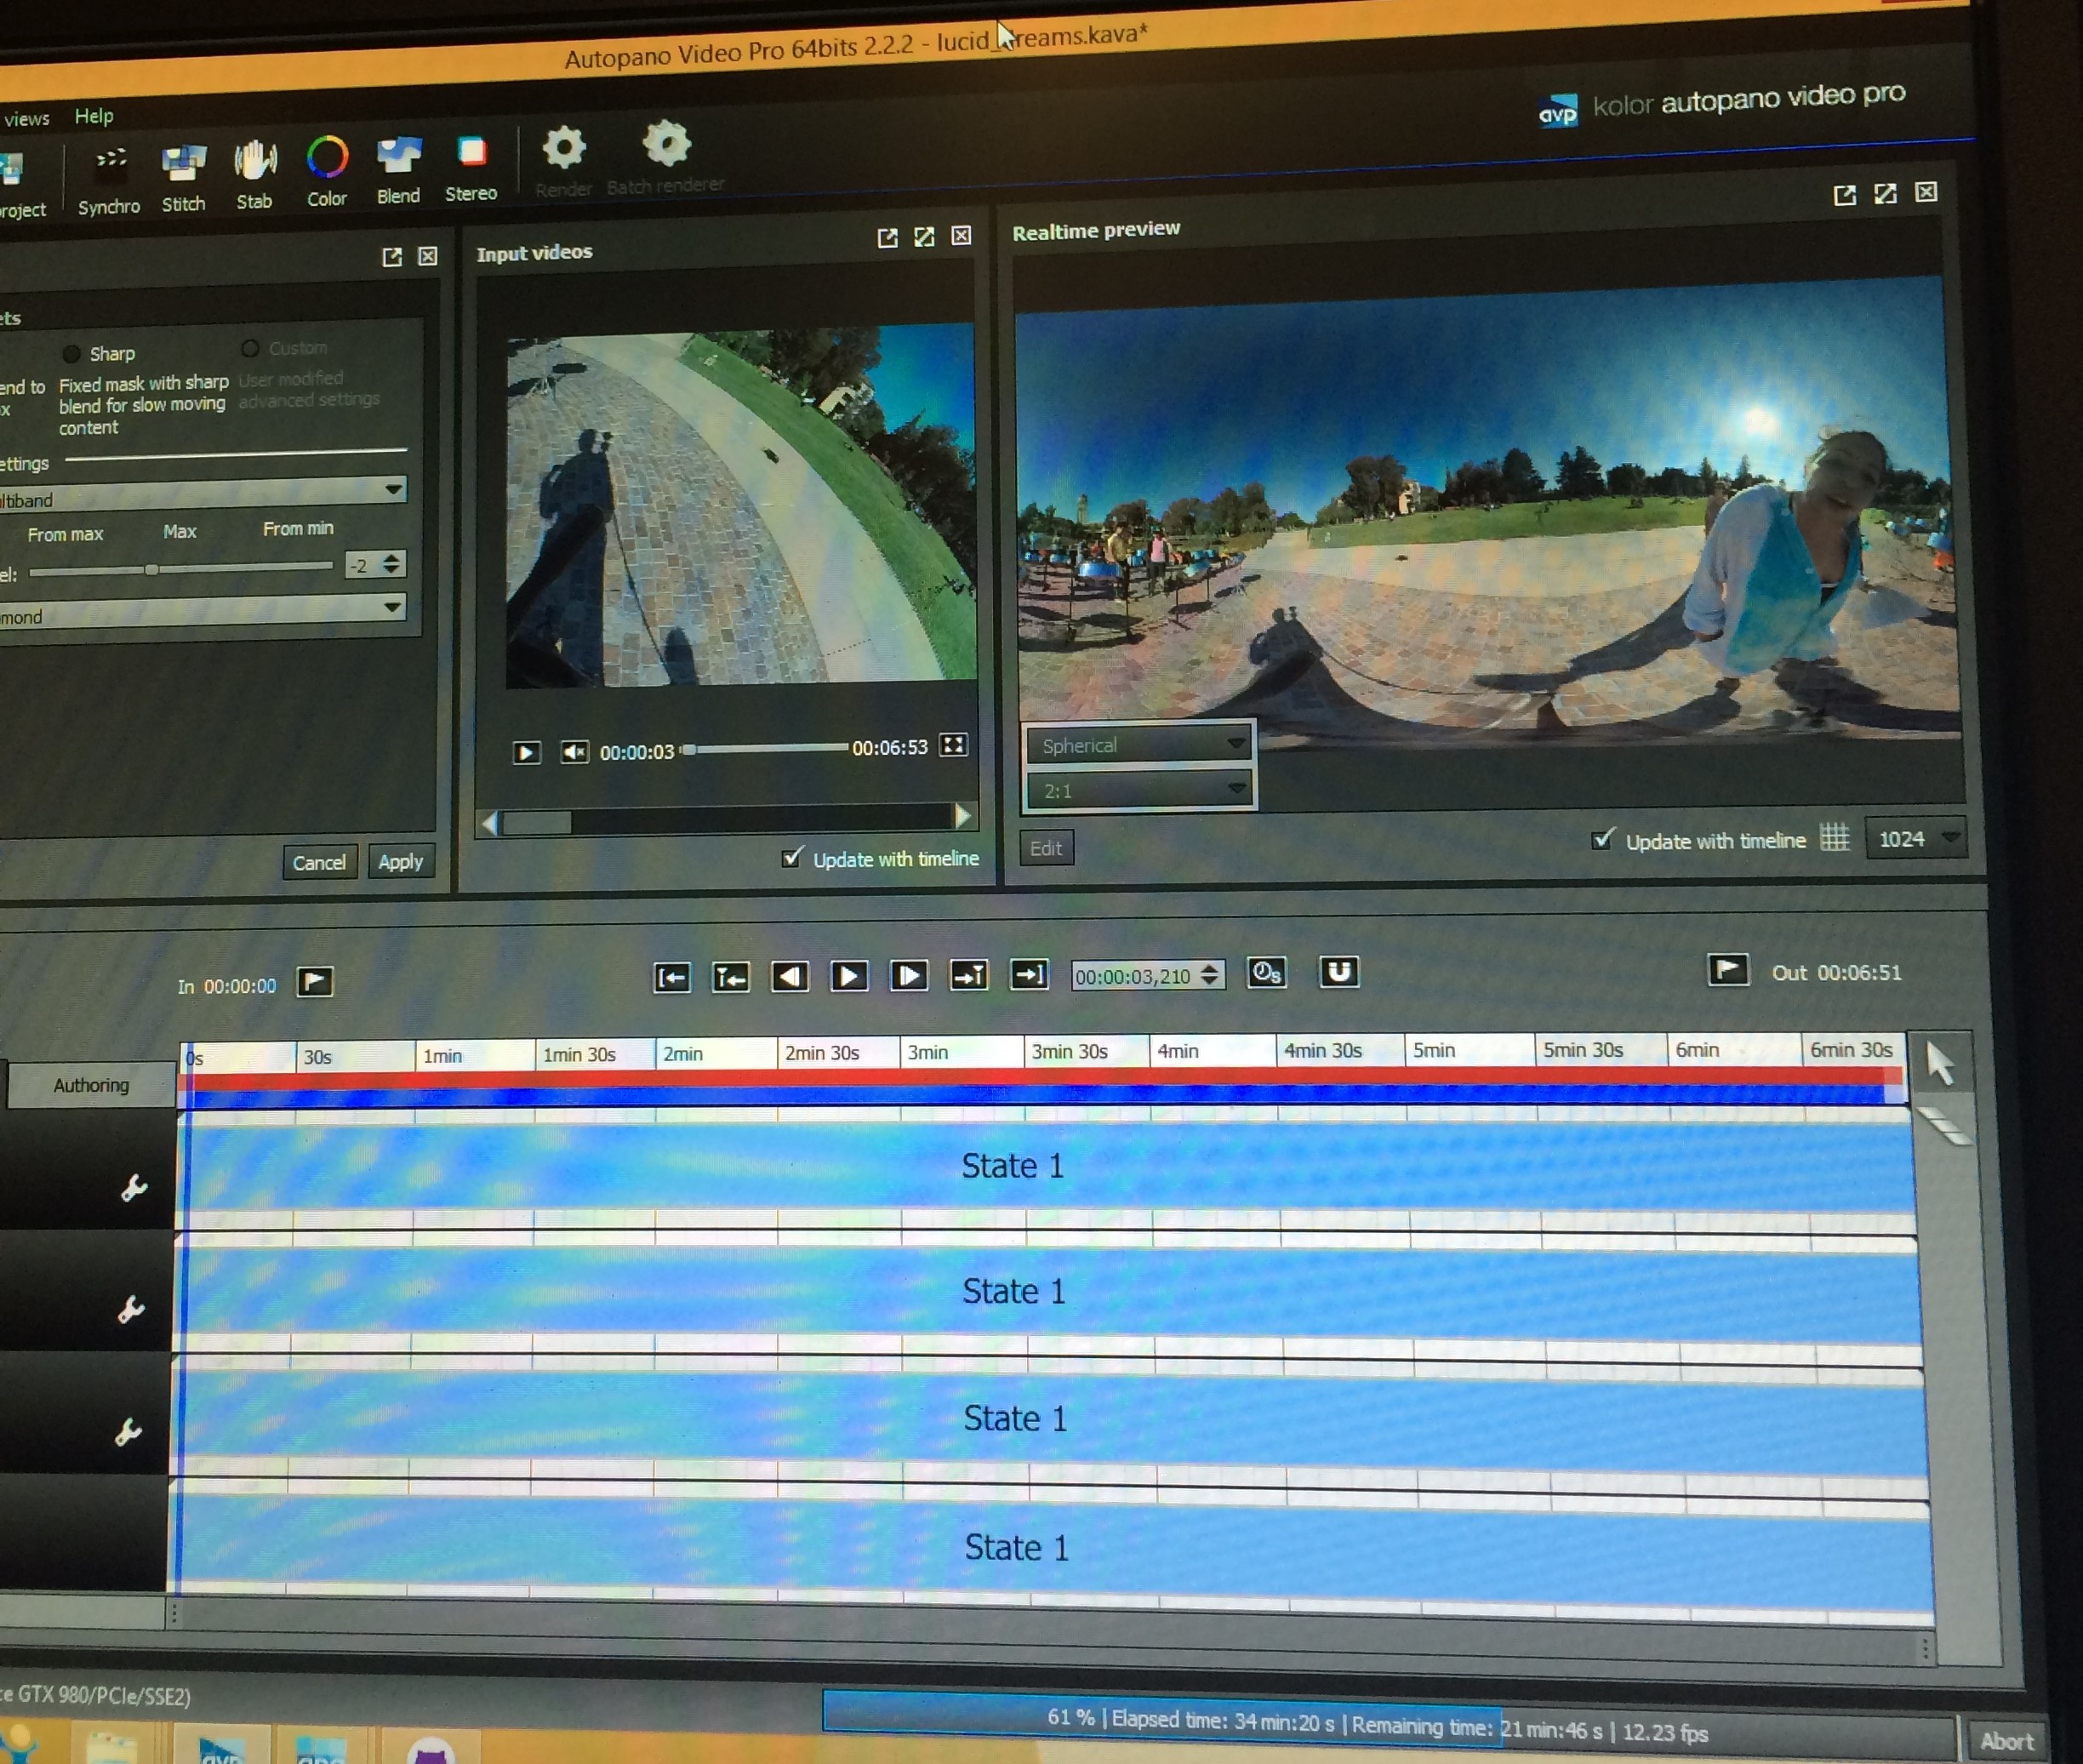 Autopano Video Pro 64bits 2.2.2 - lucid_dreams.kava*
views Help
avp kolor autopano video pro
roject Synchro Stitch Stab Color Blend Stereo Render Batch renderer
Input videos
Realtime preview
ets
Sharp Custom
end to Fixed mask with sharp User modified
x blend for slow moving advanced settings
content
ettings
ltiband
From max Max From min
el: -2
mond
Cancel Apply
00:00:03 00:06:53
Update with timeline
Spherical
2:1
Edit
Update with timeline 1024
In 00:00:00
00:00:03,210
Out 00:06:51
0s 30s 1min 1min 30s 2min 2min 30s 3min 3min 30s 4min 4min 30s 5min 5min 30s 6min 6min 30s
Authoring
State 1
State 1
State 1
State 1
ce GTX 980/PCIe/SSE2)
61 % | Elapsed time: 34 min:20 s | Remaining time: 21 min:46 s | 12.23 fps
Abort
avp